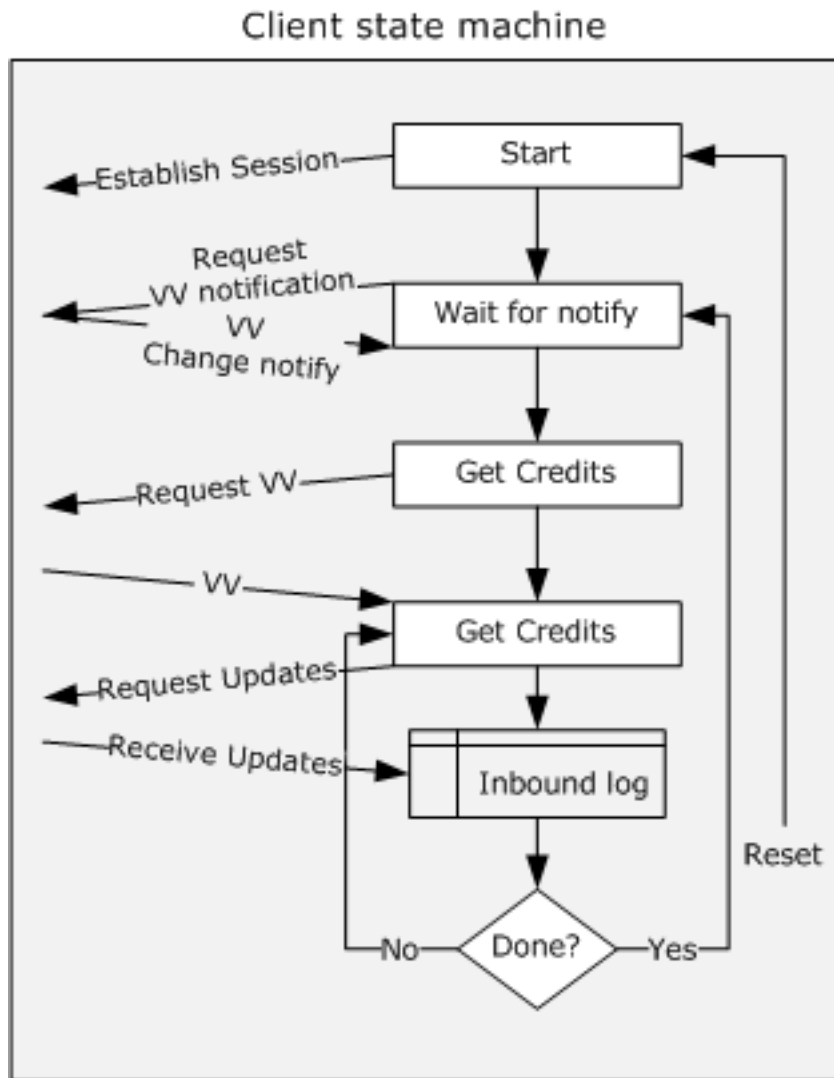 Client state machine
Start
Establish Session
Request
VV notification
Wait for notify
VV
Change notify
Get Credits
Request VV
VV
Get Credits
Request Updates
Receive Updates
Inbound log
Reset
No
Done?
Yes